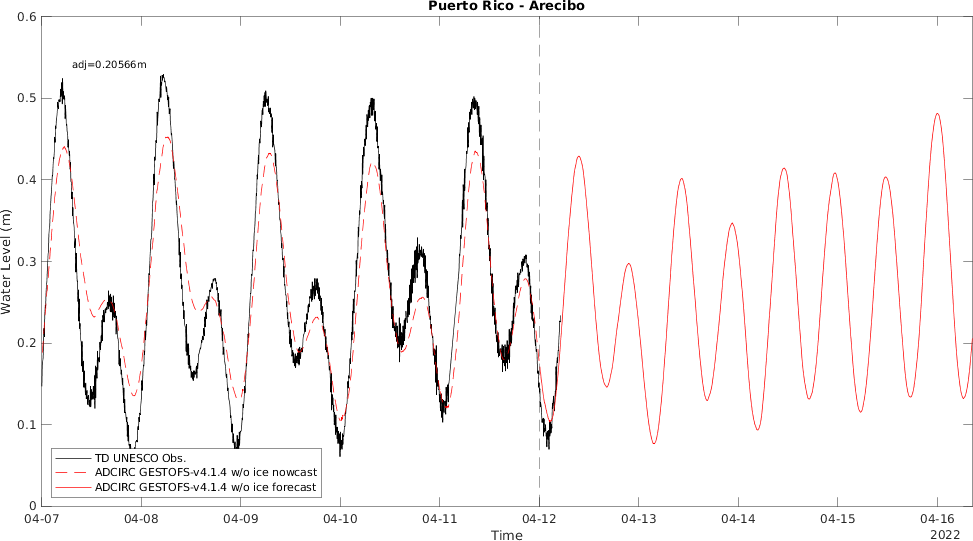 Puerto Rico - Arecibo
0.6
adj=0.20566m
0.5
0.4
0.3
0.2
0.1
0
Water Level (m)
TD UNESCO Obs.
ADCIRC GESTOFS-v4.1.4 w/o ice nowcast
ADCIRC GESTOFS-v4.1.4 w/o ice forecast
04-07 04-08 04-09 04-10 04-11 04-12 04-13 04-14 04-15 04-16
Time 2022